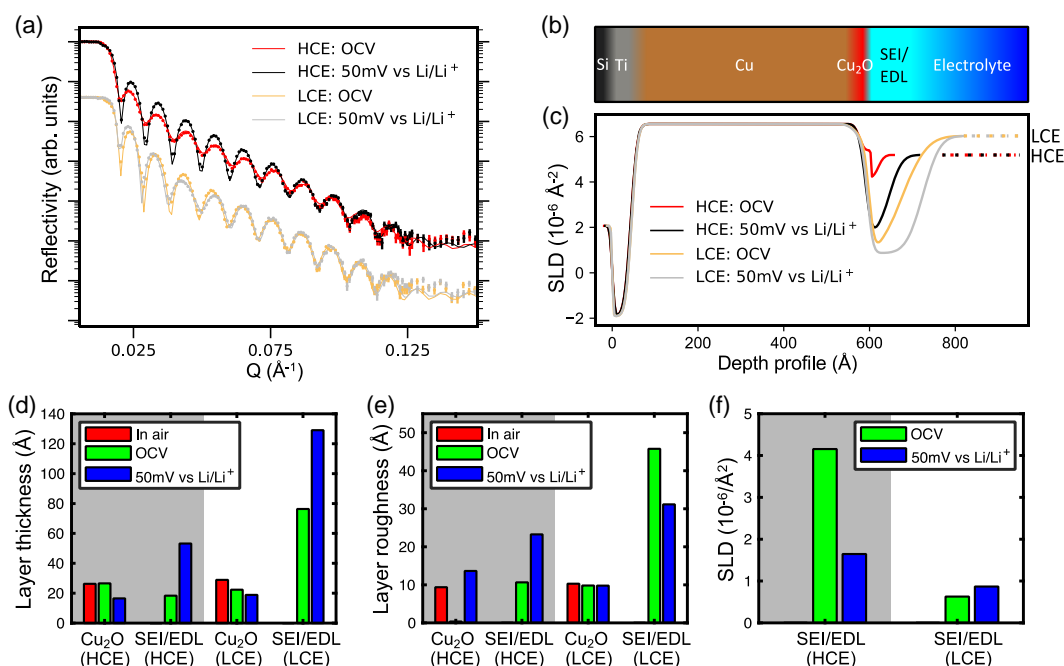 (a)
HCE: OCV
HCE: 50mV vs Li/Li⁺
LCE: OCV
LCE: 50mV vs Li/Li⁺
Reflectivity (arb. units)
0.025
0.075
0.125
Q (Å⁻¹)
(b)
Si
Ti
Cu
Cu₂O
SEI/
EDL
Electrolyte
(c)
6
4
2
0
−2
SLD (10⁻⁶ Å⁻²)
LCE
HCE
HCE: OCV
HCE: 50mV vs Li/Li⁺
LCE: OCV
LCE: 50mV vs Li/Li⁺
0
200
400
600
800
Depth profile (Å)
(d)
140
120
100
80
60
40
20
0
Layer thickness (Å)
In air
OCV
50mV vs Li/Li⁺
Cu₂O
(HCE)
SEI/EDL
(HCE)
Cu₂O
(LCE)
SEI/EDL
(LCE)
(e)
50
40
30
20
10
0
Layer roughness (Å)
In air
OCV
50mV vs Li/Li⁺
Cu₂O
(HCE)
SEI/EDL
(HCE)
Cu₂O
(LCE)
SEI/EDL
(LCE)
(f)
5
4
3
2
1
0
SLD (10⁻⁶/Å²)
OCV
50mV vs Li/Li⁺
SEI/EDL
(HCE)
SEI/EDL
(LCE)